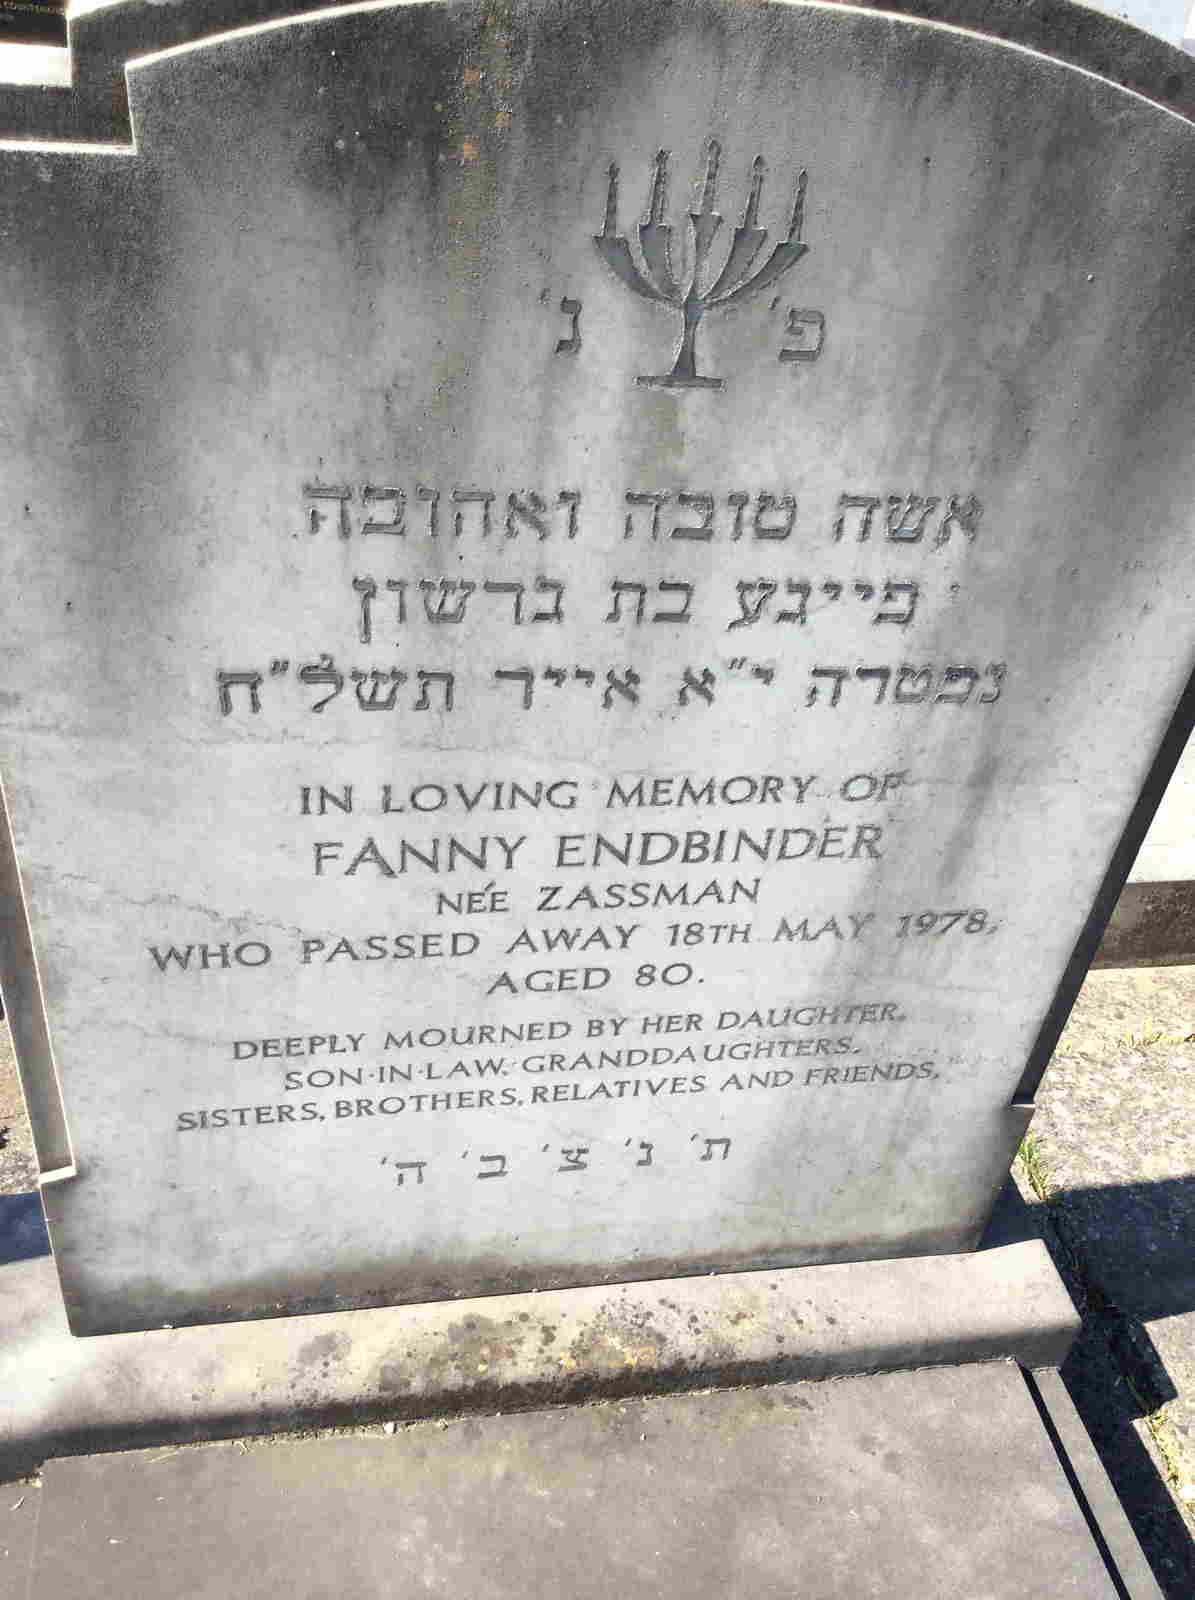 פ' נ'
אשה טובה ואהובה
פייגע בת גרשון
נפטרה י"א אייר תשל"ח
IN LOVING MEMORY OF
FANNY ENDBINDER
NÉE ZASSMAN
WHO PASSED AWAY 18TH MAY 1978,
AGED 80.
DEEPLY MOURNED BY HER DAUGHTER,
SON-IN-LAW, GRANDDAUGHTERS,
SISTERS, BROTHERS, RELATIVES AND FRIENDS.
ת' נ' צ' ב' ה'